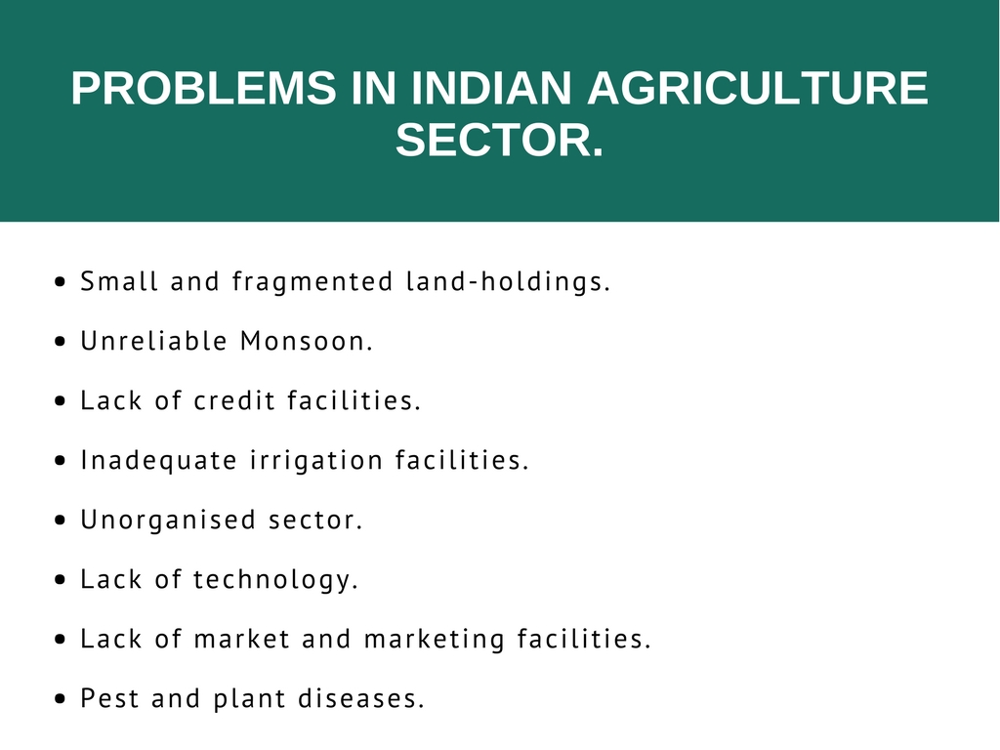 PROBLEMS IN INDIAN AGRICULTURE
SECTOR.
• Small and fragmented land-holdings.
• Unreliable Monsoon.
• Lack of credit facilities.
• Inadequate irrigation facilities.
• Unorganised sector.
• Lack of technology.
• Lack of market and marketing facilities.
• Pest and plant diseases.